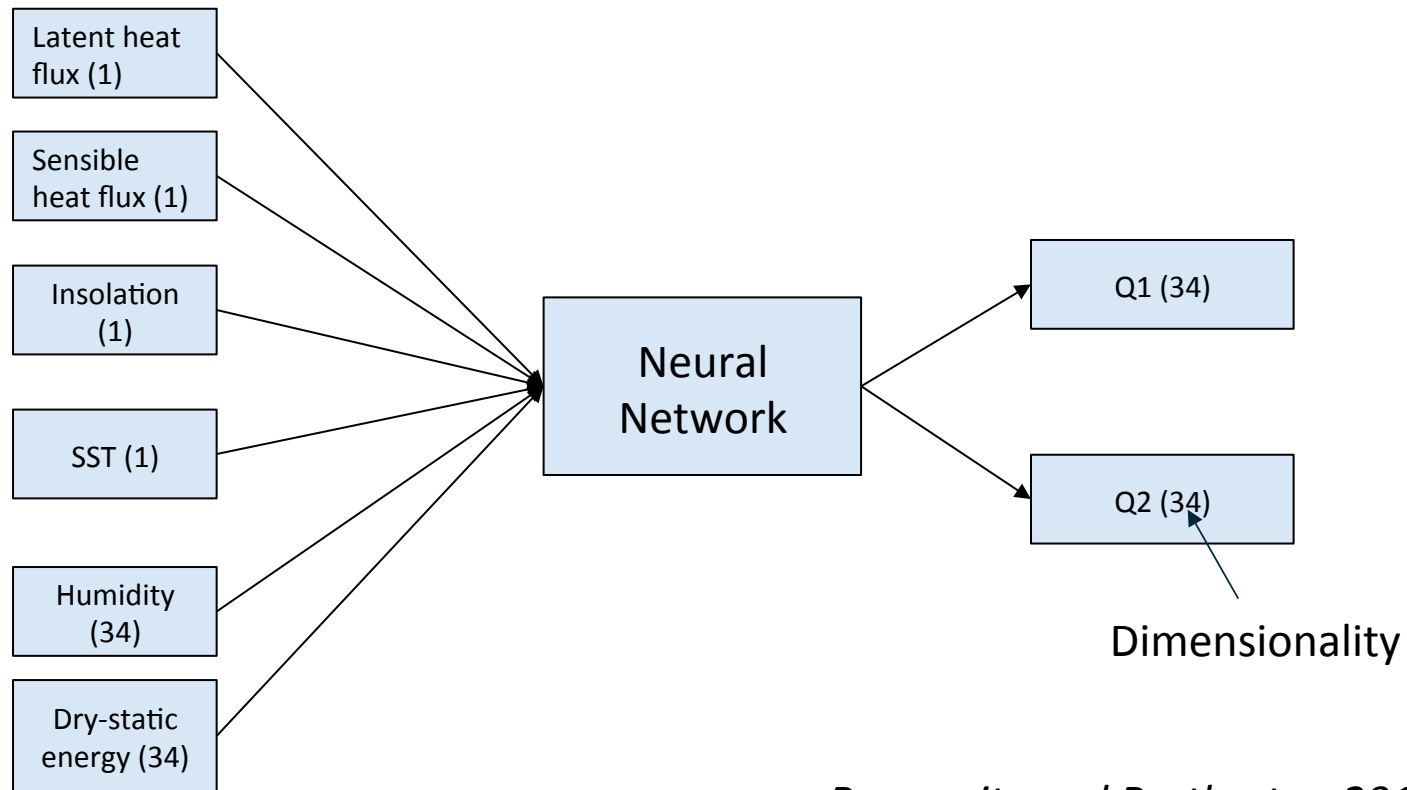 Latent heat
flux (1)
Sensible
heat flux (1)
Insolation
(1)
SST (1)
Humidity
(34)
Dry-static
energy (34)
Neural
Network
Q1 (34)
Q2 (34)
Dimensionality